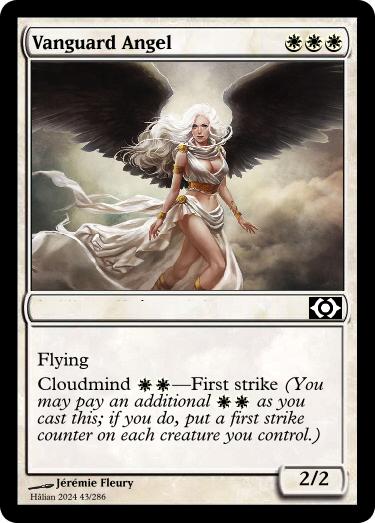 Vanguard Angel
Flying
Cloudmind —First strike (You
may pay an additional as you
cast this; if you do, put a first strike
counter on each creature you control.)
2/2
Jérémie Fleury
Hālian 2024 43/286